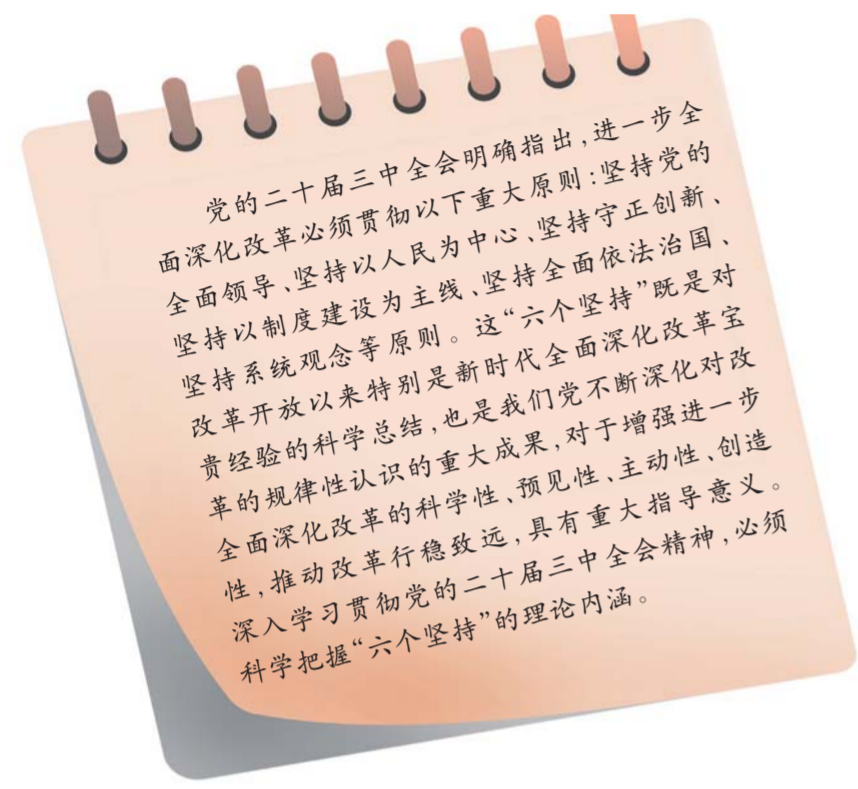 党的二十届三中全会明确指出,进一步全
面深化改革必须贯彻以下重大原则:坚持党的
全面领导、坚持以人民为中心、坚持守正创新、
坚持以制度建设为主线、坚持全面依法治国、
坚持系统观念等原则。这“六个坚持”既是对
改革开放以来特别是新时代全面深化改革宝
贵经验的科学总结,也是我们党不断深化对改
革的规律性认识的重大成果,对于增强进一步
全面深化改革的科学性、预见性、主动性、创造
性,推动改革行稳致远,具有重大指导意义。
深入学习贯彻党的二十届三中全会精神,必须
科学把握“六个坚持”的理论内涵。